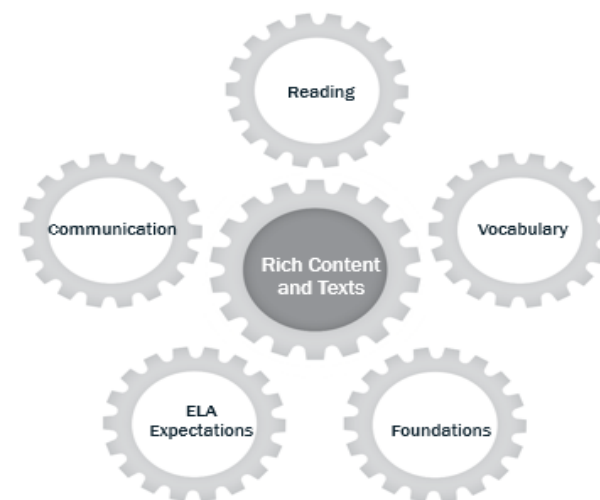 Reading
Communication
Vocabulary
Rich Content
and Texts
ELA
Expectations
Foundations